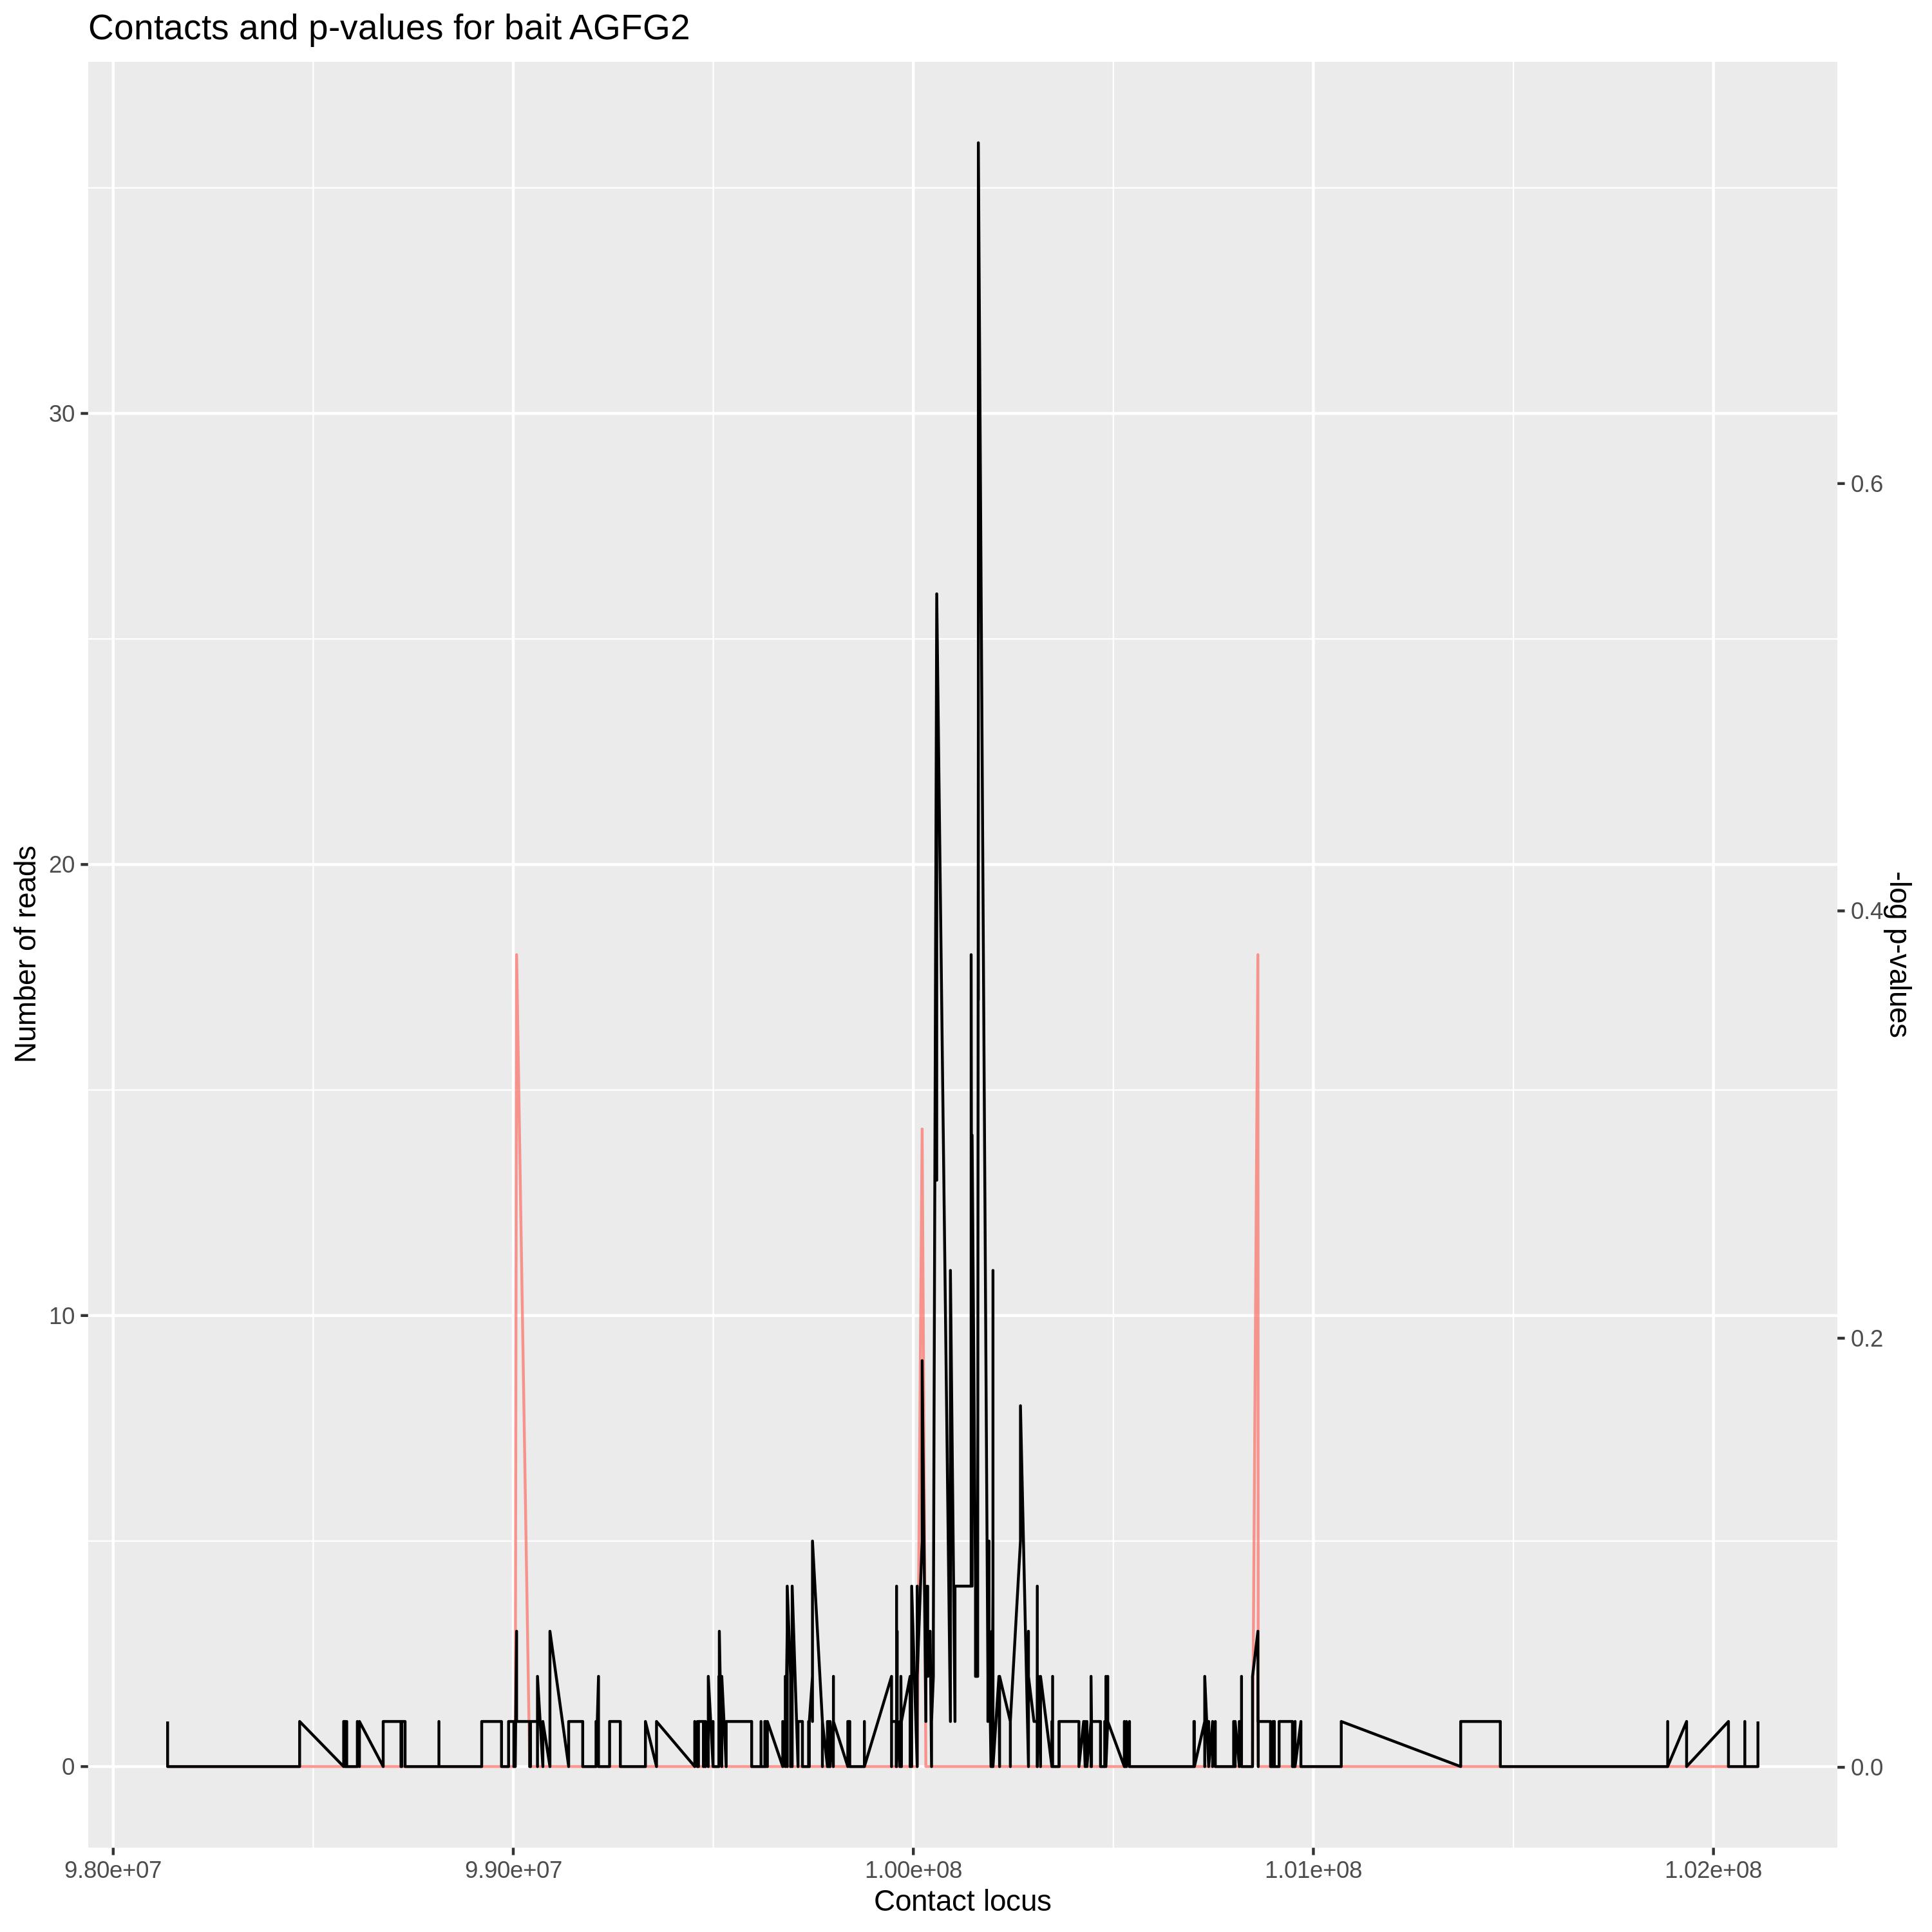 Contacts and p-values for bait AGFG2
30
20
10
0
Number of reads
0.6
0.4
0.2
0.0
-log p-values
9.80e+07 9.90e+07 1.00e+08 1.01e+08 1.02e+08
Contact locus